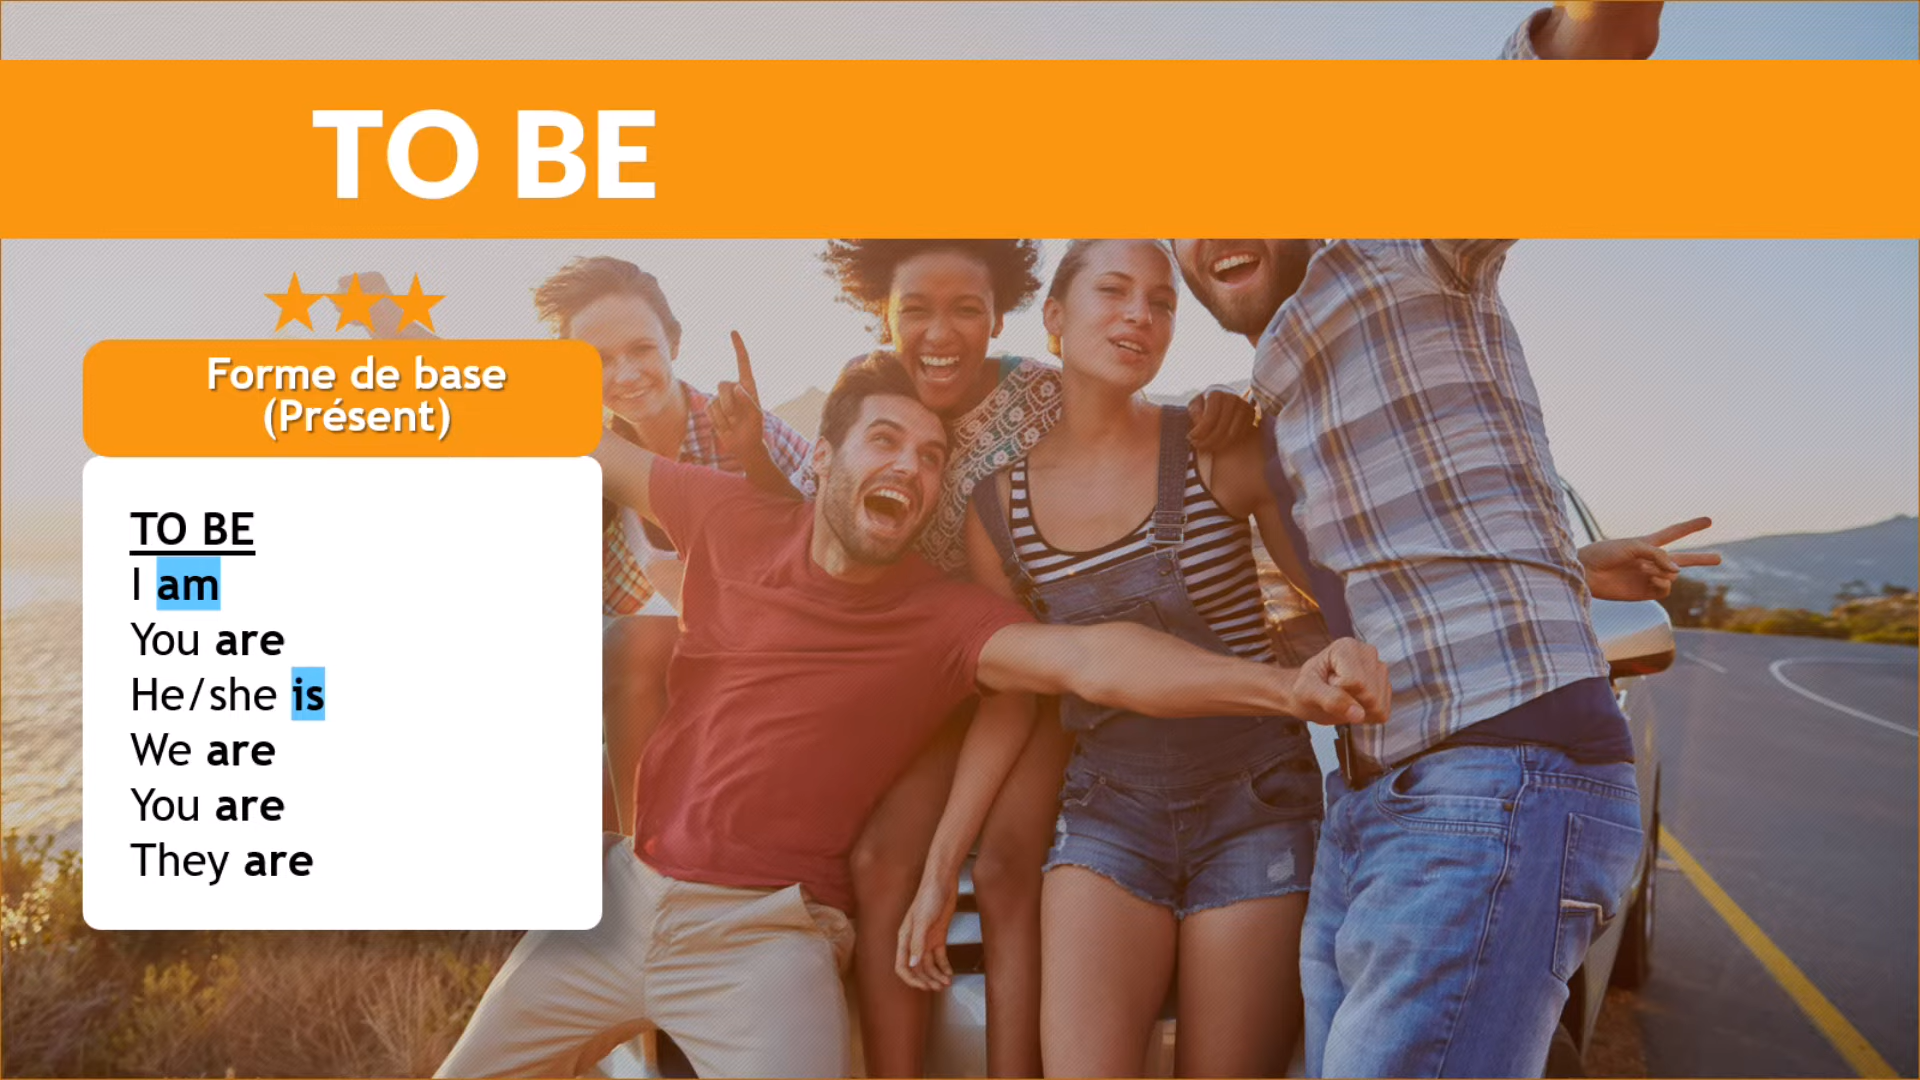 TO BE
Forme de base
(Présent)
TO BE
I am
You are
He/she is
We are
You are
They are